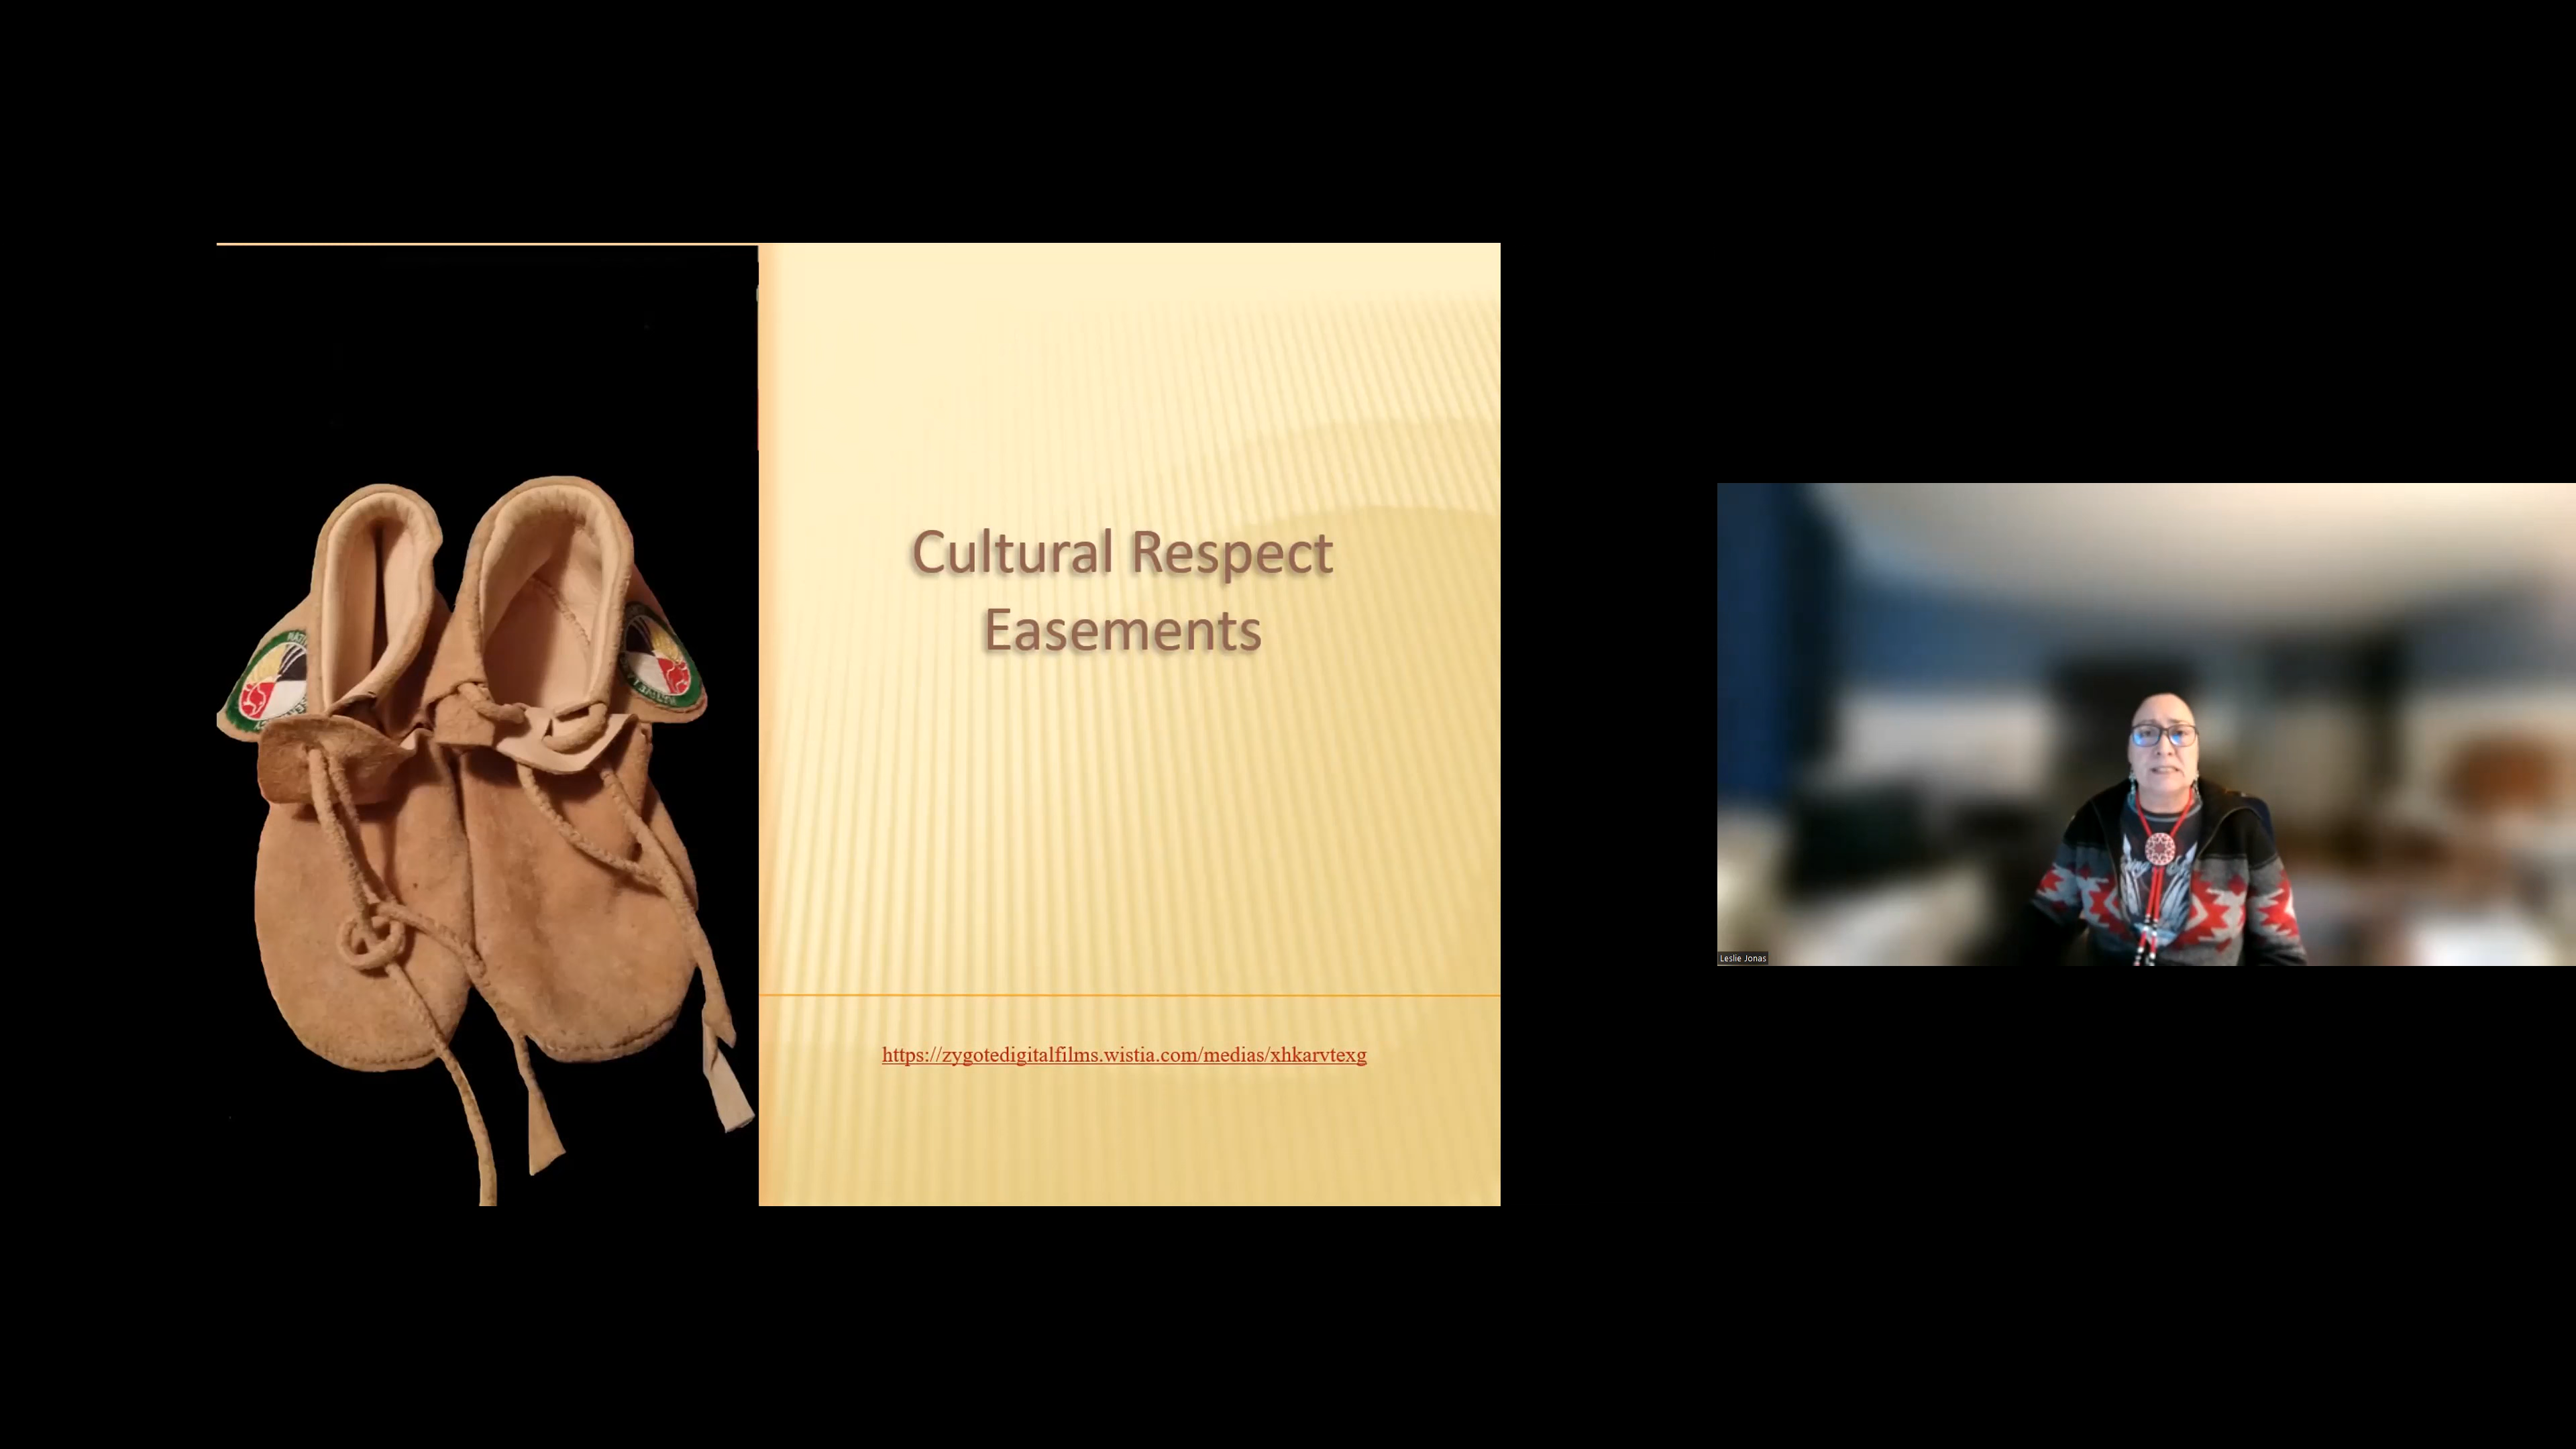 Cultural Respect
Easements
https://zygotedigitalfilms.wistia.com/medias/xhkarvtexg
Leslie Jonas